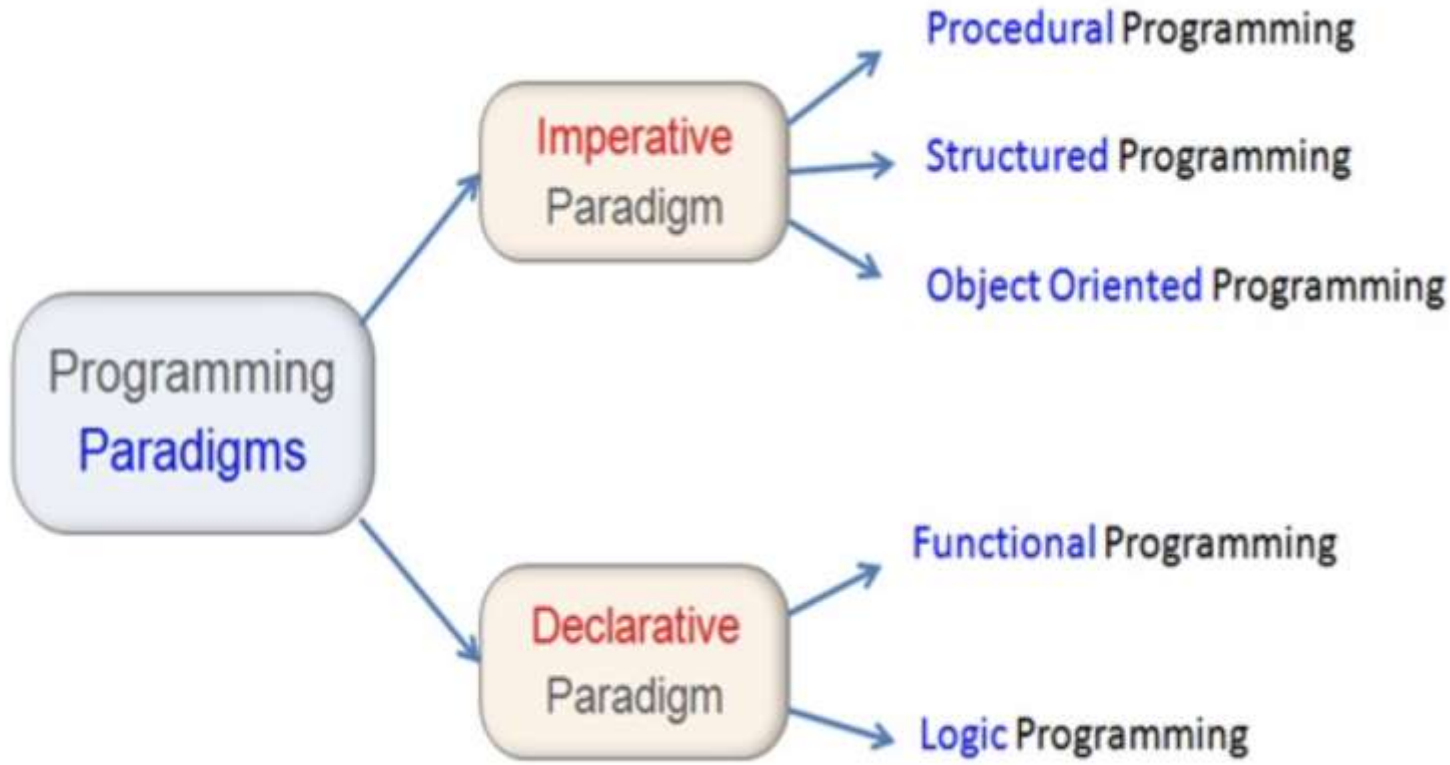 Programming
Paradigms
Imperative
Paradigm
Procedural Programming
Structured Programming
Object Oriented Programming
Declarative
Paradigm
Functional Programming
Logic Programming